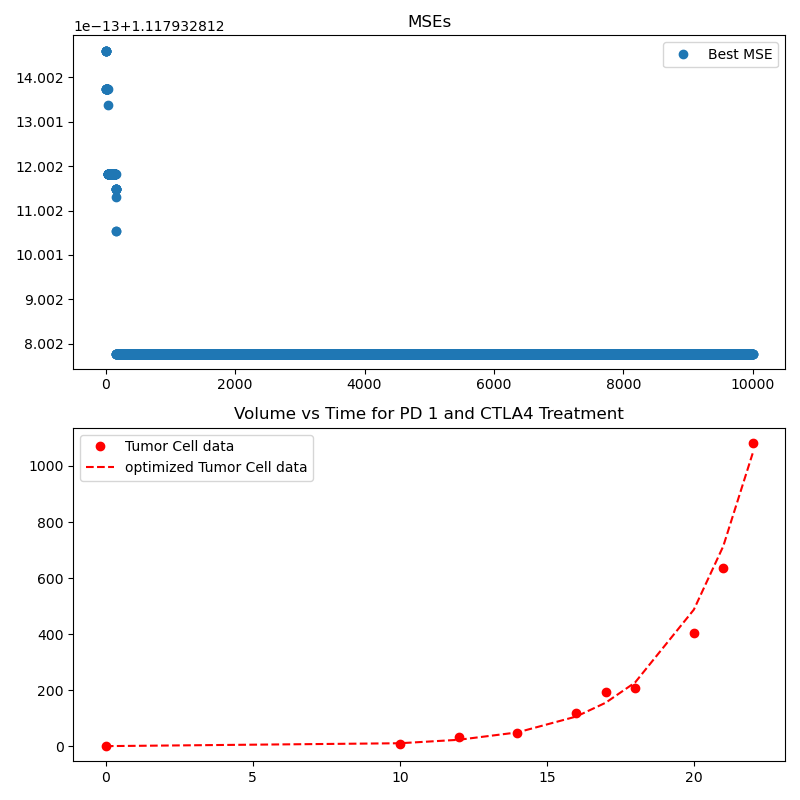 MSEs
1e-13+1.117932812
Best MSE
14.002
13.001
12.002
11.002
10.001
9.002
8.002
0 2000 4000 6000 8000 10000
Volume vs Time for PD 1 and CTLA4 Treatment
Tumor Cell data
optimized Tumor Cell data
1000
800
600
400
200
0
0 5 10 15 20